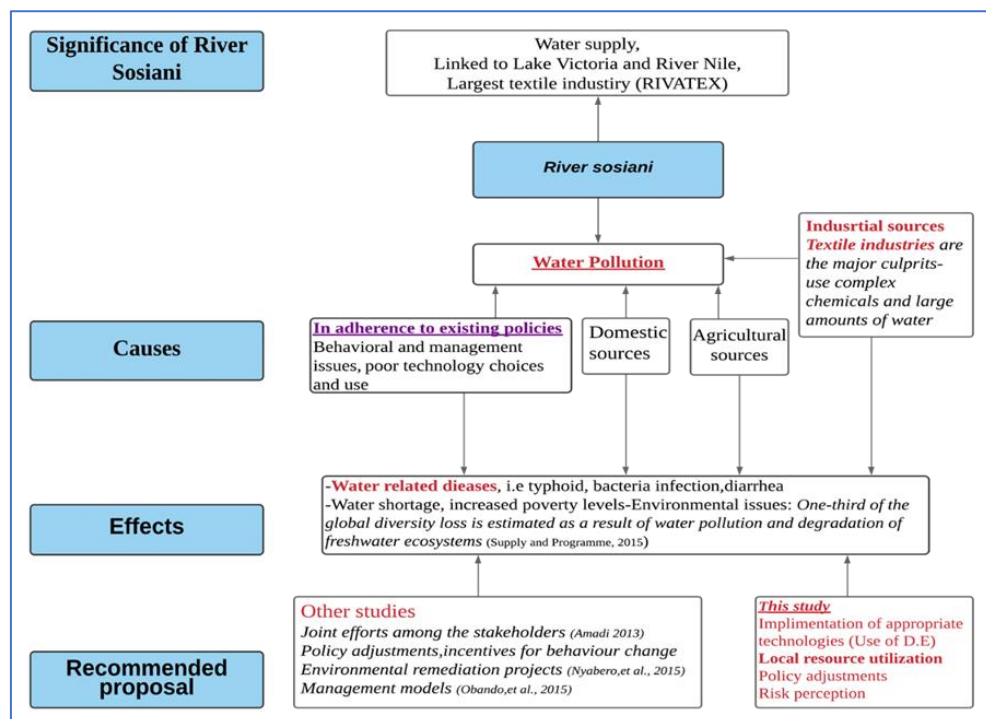 Significance of River
Sosiani
Water supply,
Linked to Lake Victoria and River Nile,
Largest textile industiry (RIVATEX)
River sosiani
Indusrtial sources
Textile industries are
the major culprits-
use complex
chemicals and large
amounts of water
Water Pollution
Causes
In adherence to existing policies
Behavioral and management
issues, poor technology choices
and use
Domestic
sources
Agricultural
sources
Effects
-Water related dieases, i.e typhoid, bacteria infection,diarrhea
-Water shortage, increased poverty levels-Environmental issues: One-third of the
global diversity loss is estimated as a result of water pollution and degradation of
freshwater ecosystems (Supply and Programme, 2015)
Recommended
proposal
Other studies
Joint efforts among the stakeholders (Amadi 2013)
Policy adjustments,incentives for behaviour change
Environmental remediation projects (Nyabero,et al., 2015)
Management models (Obando,et al., 2015)
This study
Implimentation of appropriate
technologies (Use of D.E)
Local resource utilization
Policy adjustments
Risk perception